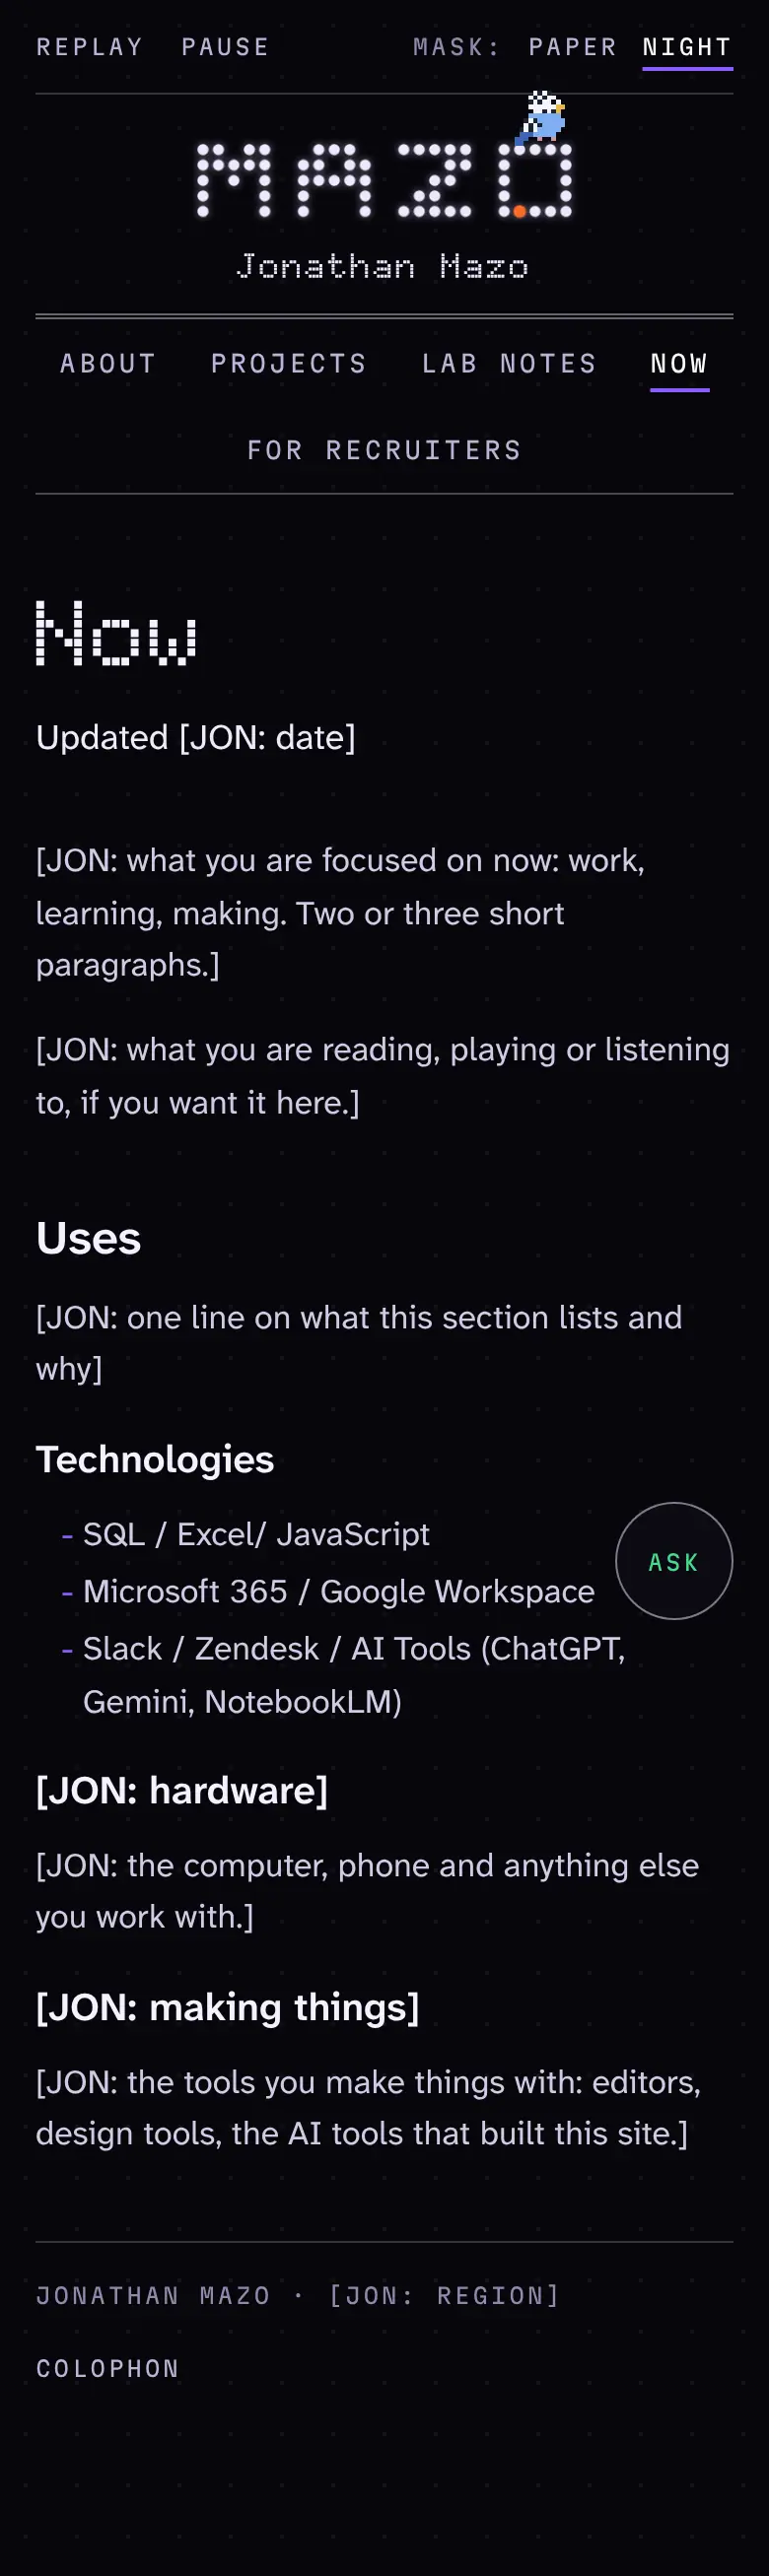 REPLAY PAUSE MASK: PAPER NIGHT
MAZO
Jonathan Mazo
ABOUT PROJECTS LAB NOTES NOW
FOR RECRUITERS
Now
Updated [JON: date]
[JON: what you are focused on now: work,
learning, making. Two or three short
paragraphs.]
[JON: what you are reading, playing or listening
to, if you want it here.]
Uses
[JON: one line on what this section lists and
why]
Technologies
- SQL / Excel/ JavaScript
- Microsoft 365 / Google Workspace
ASK
- Slack / Zendesk / AI Tools (ChatGPT,
Gemini, NotebookLM)
[JON: hardware]
[JON: the computer, phone and anything else
you work with.]
[JON: making things]
[JON: the tools you make things with: editors,
design tools, the AI tools that built this site.]
JONATHAN MAZO · [JON: REGION]
COLOPHON